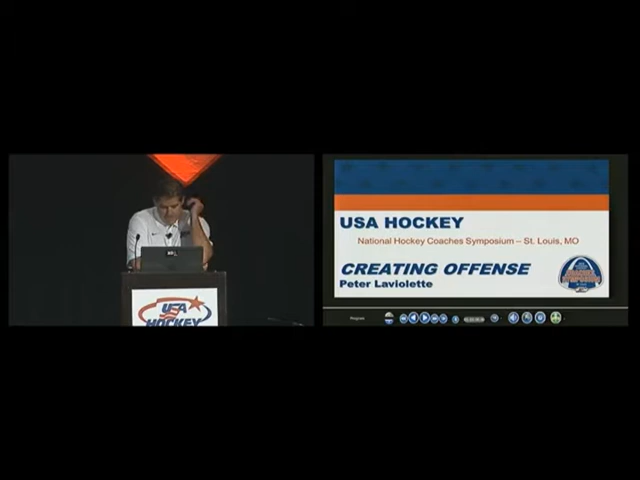 USA
HOCKEY
USA HOCKEY
National Hockey Coaches Symposium – St. Louis, MO
CREATING OFFENSE
Peter Laviolette